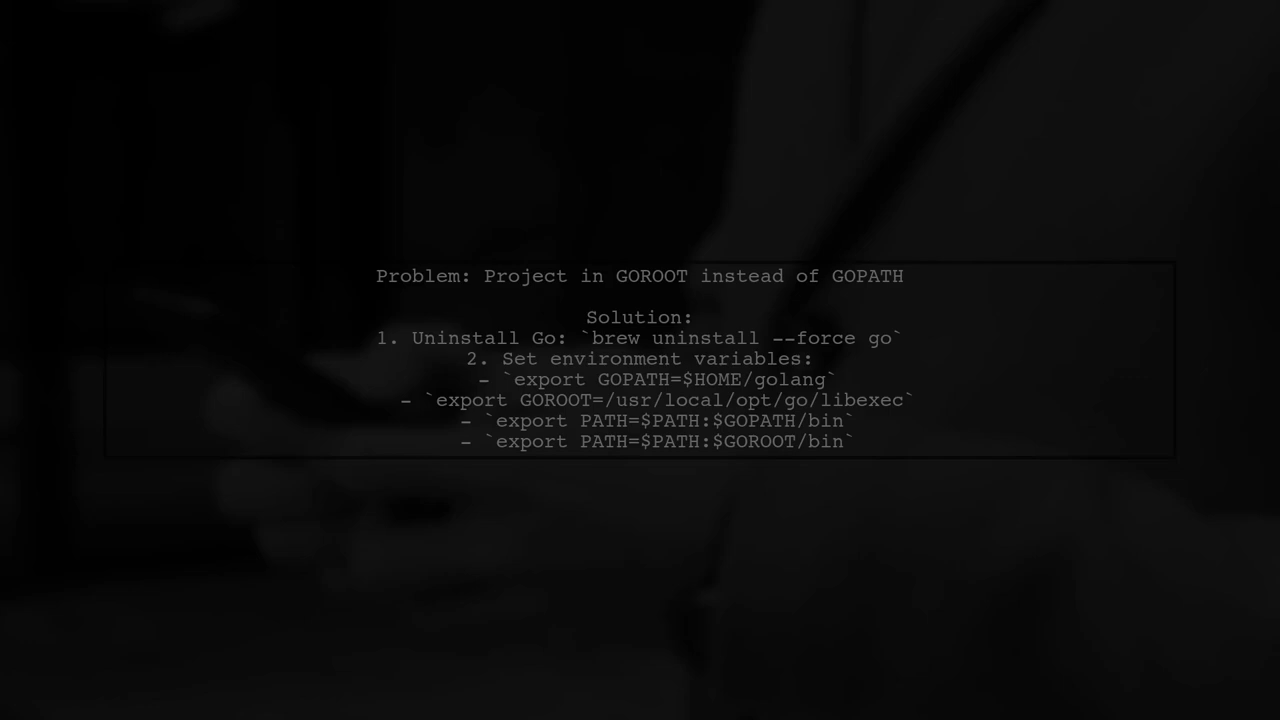 Problem: Project in GOROOT instead of GOPATH
Solution:
1. Uninstall Go: `brew uninstall --force go`
2. Set environment variables:
- `export GOPATH=$HOME/golang`
- `export GOROOT=/usr/local/opt/go/libexec`
- `export PATH=$PATH:$GOPATH/bin`
- `export PATH=$PATH:$GOROOT/bin`